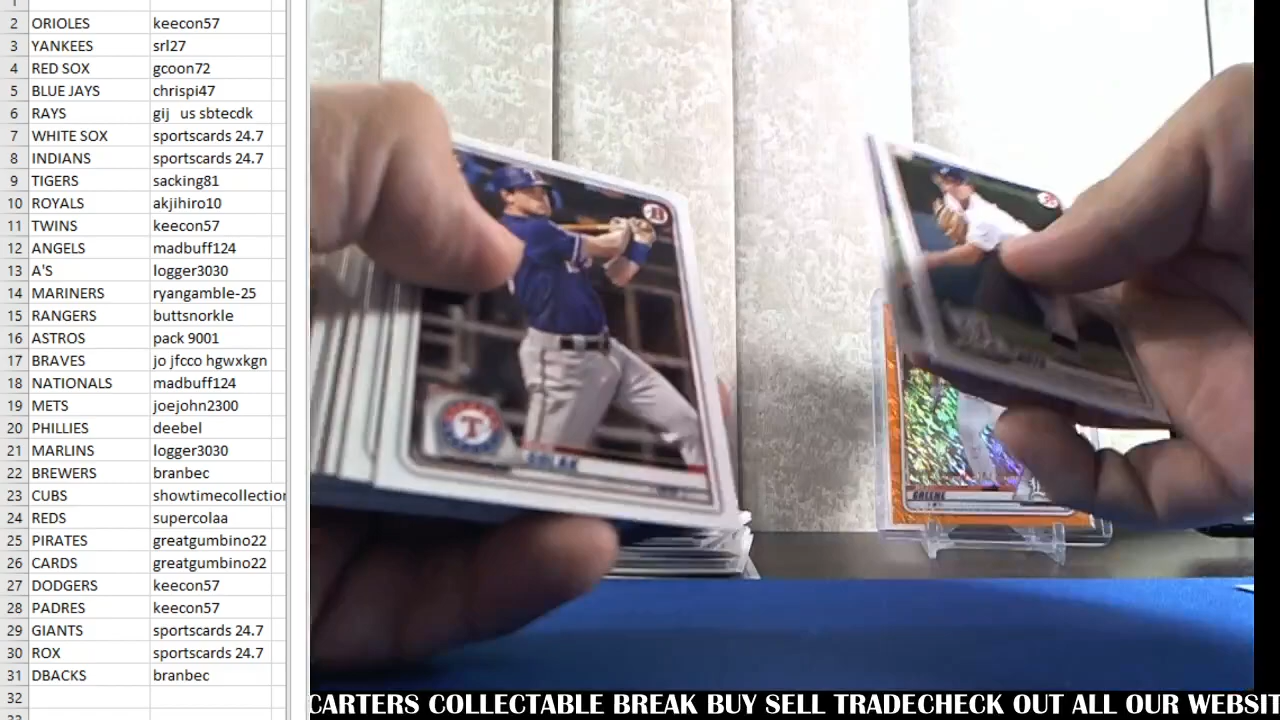 2 ORIOLES keecon57
3 YANKEES srl27
4 RED SOX gcoon72
5 BLUE JAYS chrispi47
6 RAYS gij us sbtecdk
7 WHITE SOX sportscards 24.7
8 INDIANS sportscards 24.7
9 TIGERS sacking81
10 ROYALS akjihiro10
11 TWINS keecon57
12 ANGELS madbuff124
13 A'S logger3030
14 MARINERS ryangamble-25
15 RANGERS buttsnorkle
16 ASTROS pack 9001
17 BRAVES jo jfcco hgwxkgn
18 NATIONALS madbuff124
19 METS joejohn2300
20 PHILLIES deebel
21 MARLINS logger3030
22 BREWERS branbec
23 CUBS showtimecollection
24 REDS supercolaa
25 PIRATES greatgumbino22
26 CARDS greatgumbino22
27 DODGERS keecon57
28 PADRES keecon57
29 GIANTS sportscards 24.7
30 ROX sportscards 24.7
31 DBACKS branbec
32
T
GREENE
CARTERS COLLECTABLE BREAK BUY SELL TRADECHECK OUT ALL OUR WEBSIT